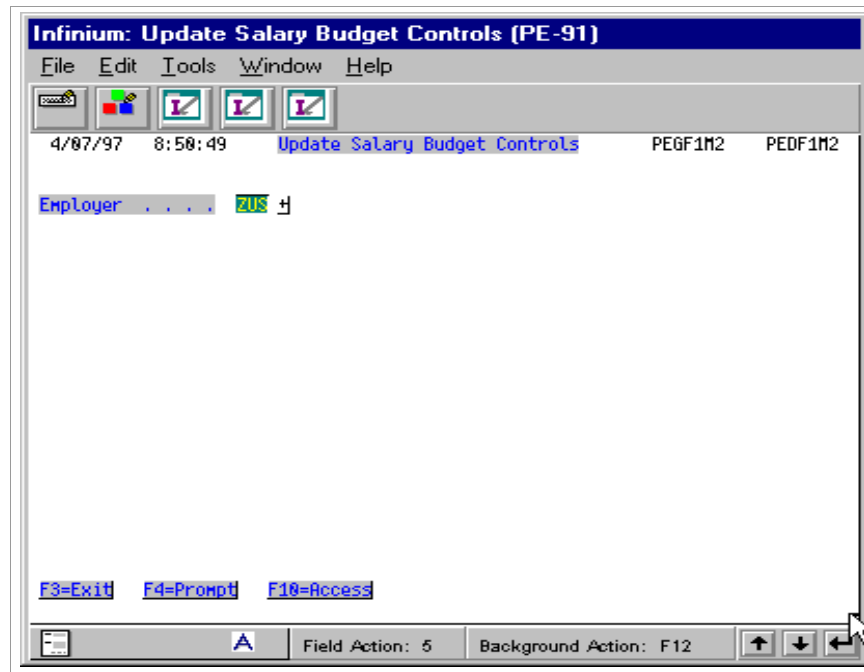 Infinium: Update Salary Budget Controls (PE-91)
File Edit Tools Window Help
4/07/97 8:50:49 Update Salary Budget Controls PEGF1M2 PEDF1M2
Employer . . . . ZUS +
F3=Exit F4=Prompt F10=Access
A Field Action: 5 Background Action: F12